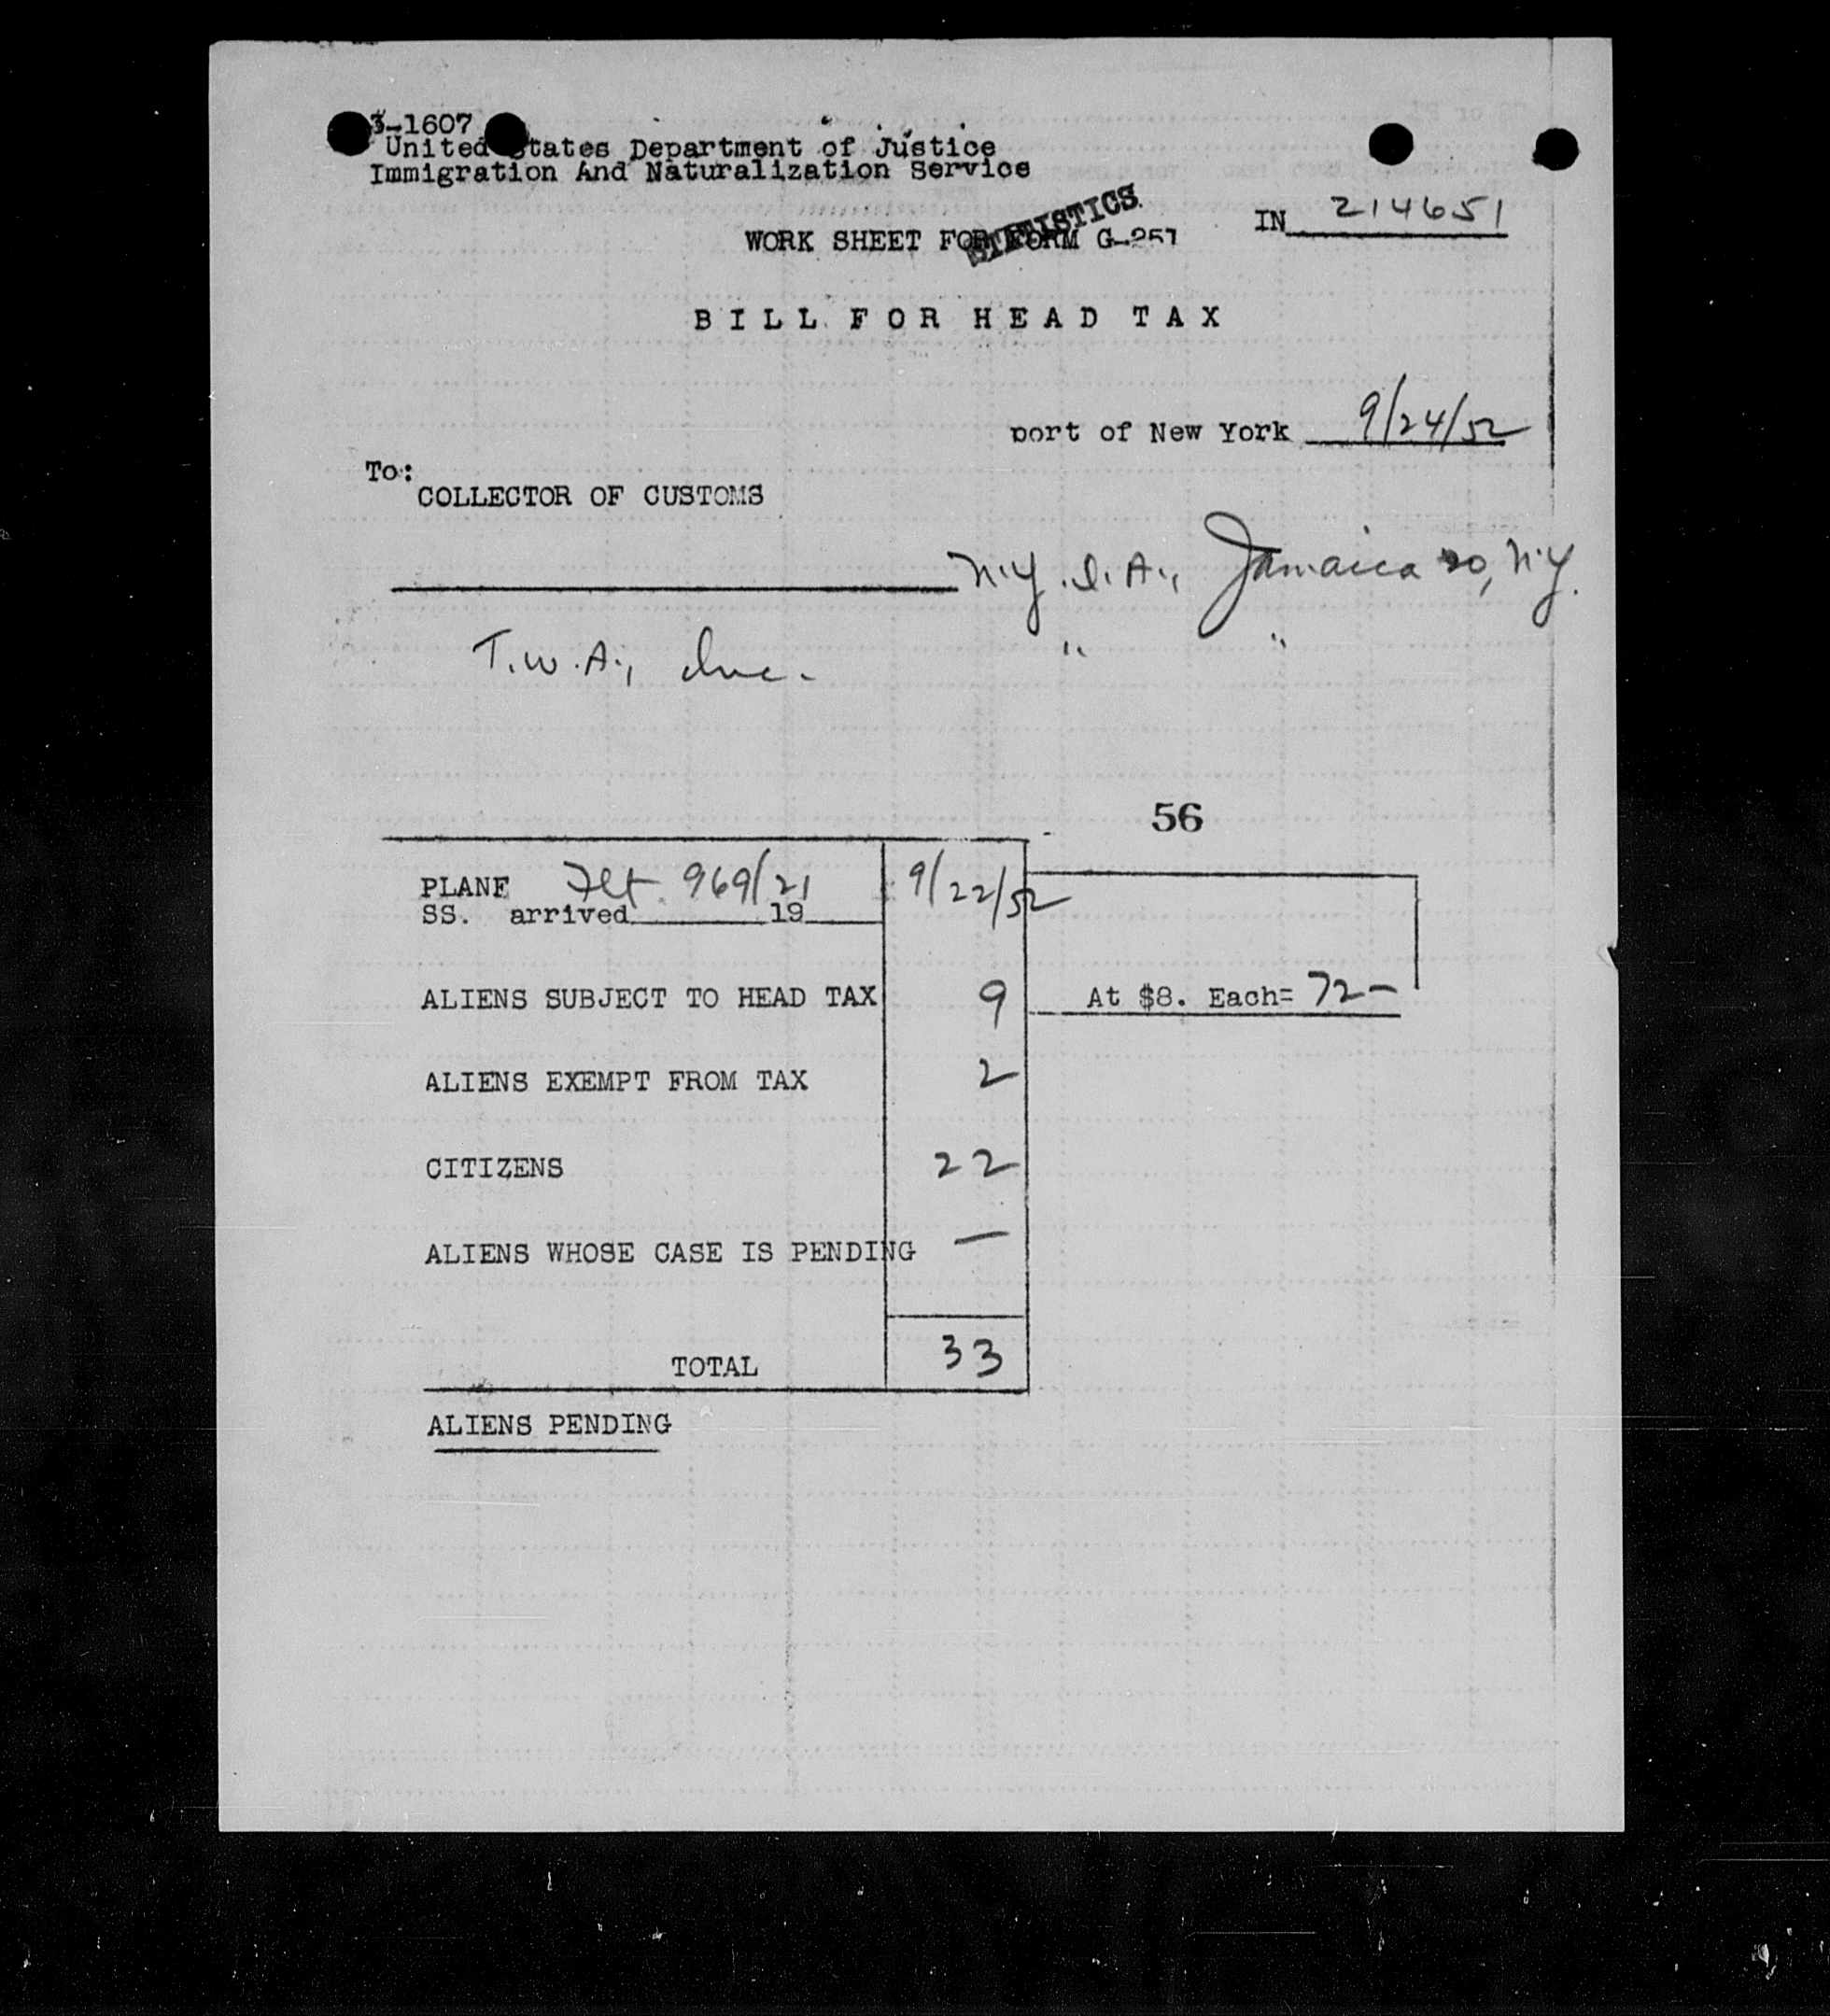 3-1607
United States Department of Justice
Immigration And Naturalization Service
STATISTICS
WORK SHEET FOR FORM G-251
IN 214651
BILL FOR HEAD TAX
port of New York 9/24/52
To:
COLLECTOR OF CUSTOMS
N.Y.I.A., Jamaica 20, N.Y.
T.W.A., Inc. " "
56
PLANE Flt 969/21 9/22/52
SS. arrived 19
ALIENS SUBJECT TO HEAD TAX 9 At $8. Each= 72-
ALIENS EXEMPT FROM TAX 2
CITIZENS 22
ALIENS WHOSE CASE IS PENDING —
TOTAL 33
ALIENS PENDING